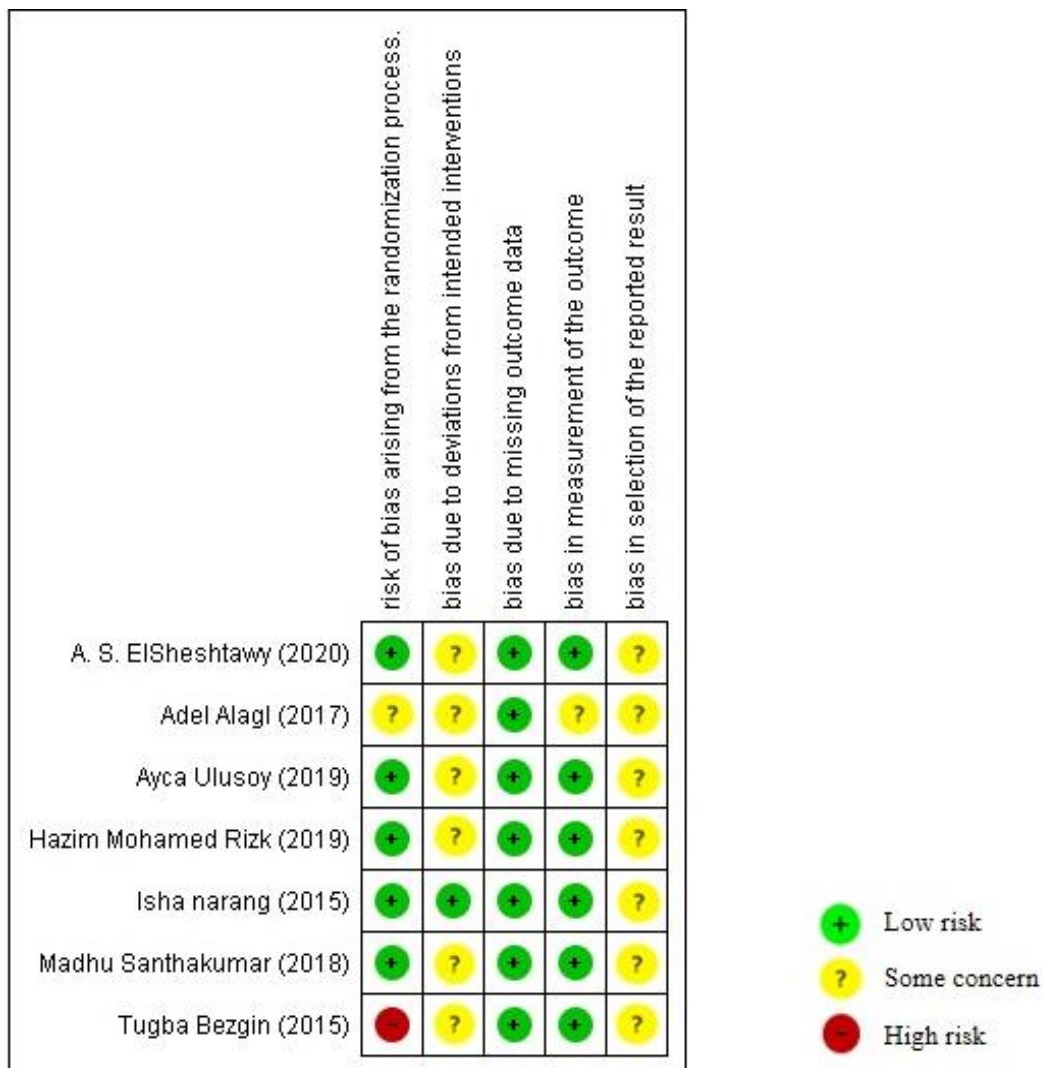 risk of bias arising from the randomization process.
bias due to deviations from intended interventions
bias due to missing outcome data
bias in measurement of the outcome
bias in selection of the reported result
A. S. ElSheshtawy (2020) + ? + + ?
Adel Alagl (2017) ? ? + ? ?
Ayca Ulusoy (2019) + ? + + ?
Hazim Mohamed Rizk (2019) + ? + + ?
Isha narang (2015) + + + + ?
Madhu Santhakumar (2018) + ? + + ?
Tugba Bezgin (2015) - ? + + ?
+ Low risk
? Some concern
- High risk